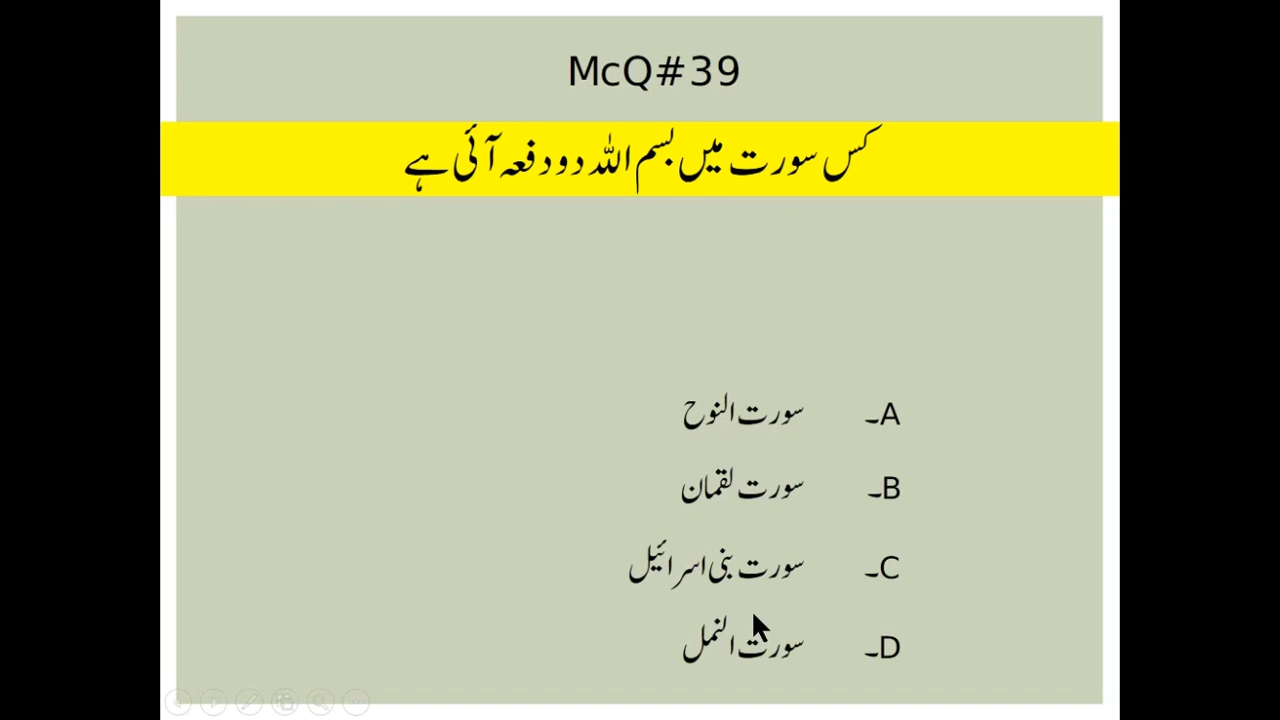 McQ#39
کس سورت میں بسم اللہ دو دفعہ آئی ہے
A۔ سورت النوح
B۔ سورت لقمان
C۔ سورت بنی اسرائیل
D۔ سورت النمل